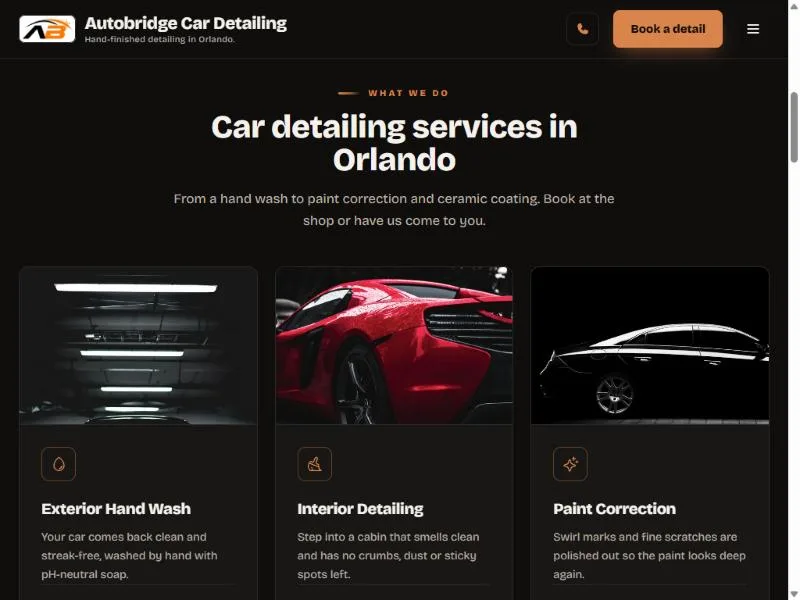 AB
Autobridge Car Detailing
Hand-finished detailing in Orlando.
Book a detail
WHAT WE DO
Car detailing services in
Orlando
From a hand wash to paint correction and ceramic coating. Book at the
shop or have us come to you.
Exterior Hand Wash
Your car comes back clean and
streak-free, washed by hand with
pH-neutral soap.
Interior Detailing
Step into a cabin that smells clean
and has no crumbs, dust or sticky
spots left.
Paint Correction
Swirl marks and fine scratches are
polished out so the paint looks deep
again.